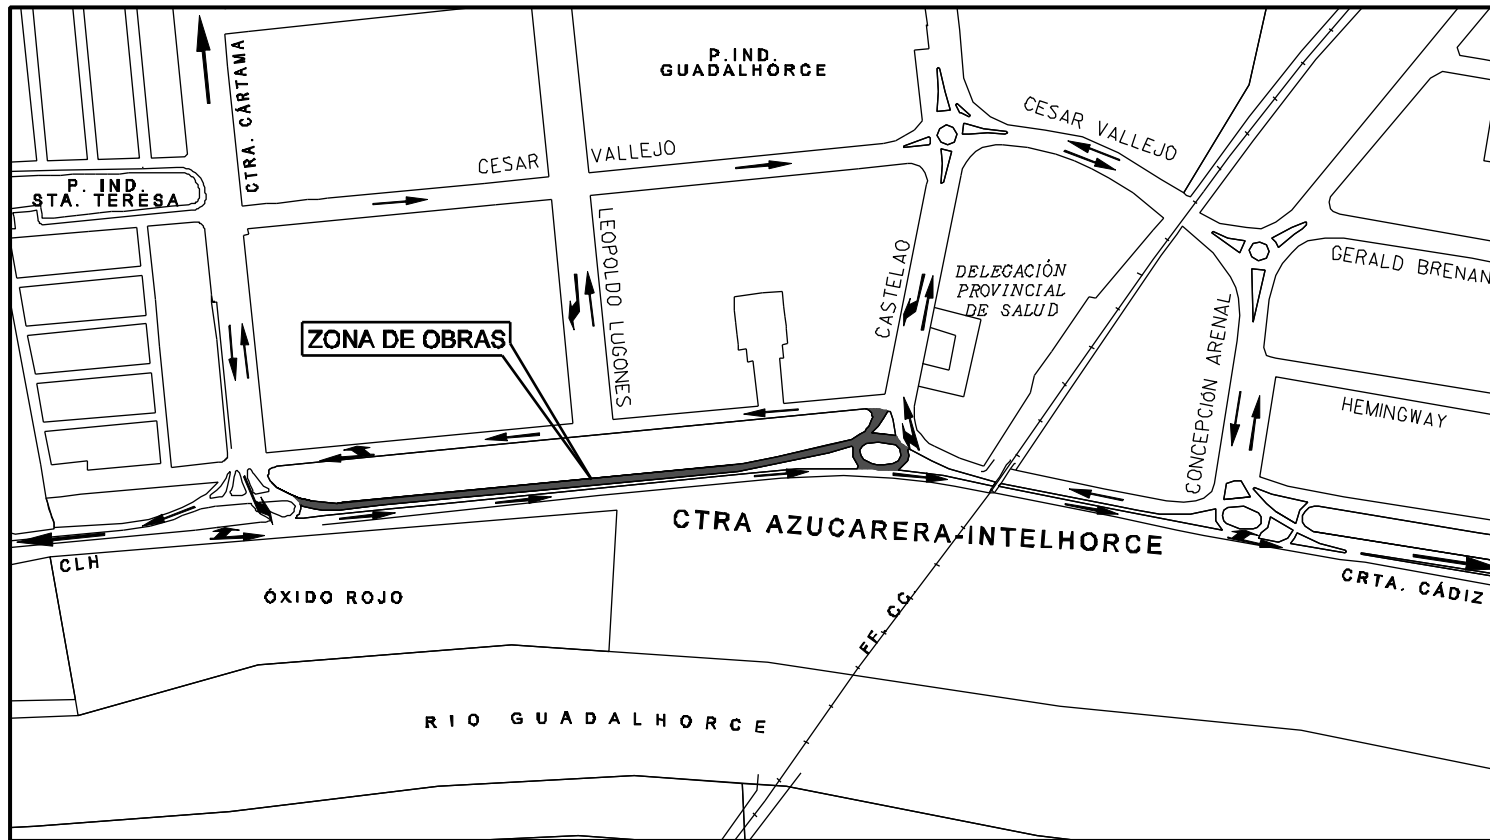 P.IND.
GUADALHORCE
CTRA. CÁRTAMA
CESAR VALLEJO
CESAR
VALLEJO
P. IND.
STA. TERESA
LEOPOLDO LUGONES
CASTELAO
DELEGACIÓN
PROVINCIAL
DE SALUD
GERALD BRENAN
CONCEPCIÓN ARENAL
ZONA DE OBRAS
HEMINGWAY
CTRA AZUCARERA-INTELHORCE
CLH
CRTA. CÁDIZ
ÓXIDO ROJO
FF. CC.
RIO GUADALHORCE